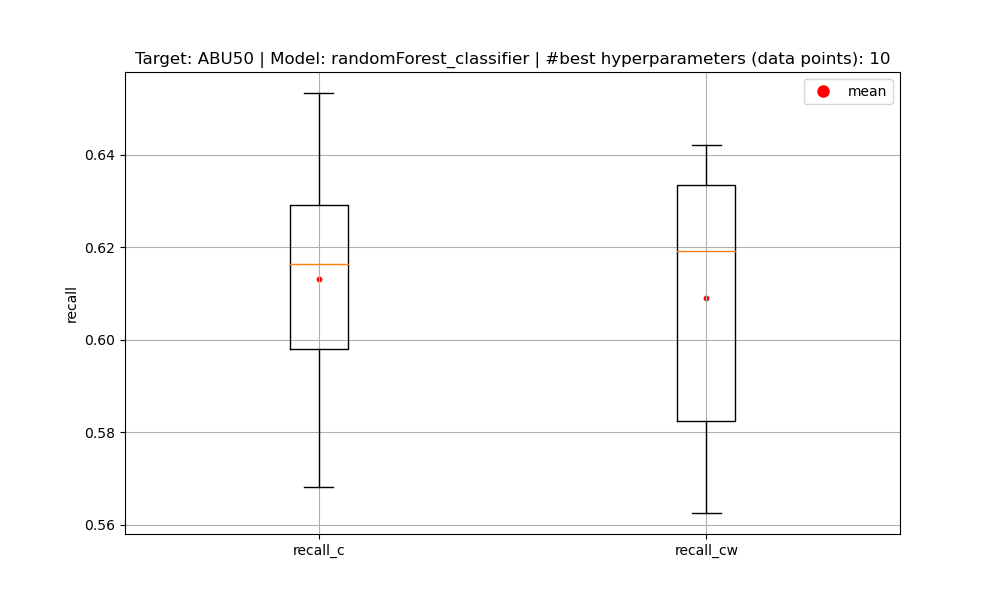 Target: ABU50 | Model: randomForest_classifier | #best hyperparameters (data points): 10
mean
0.64
0.62
0.60
0.58
0.56
recall
recall_c
recall_cw